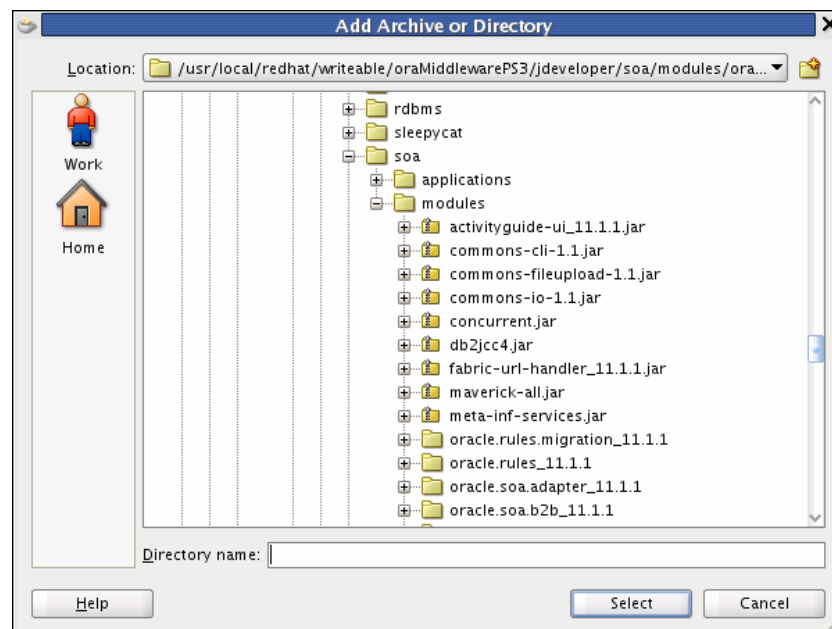 Add Archive or Directory
Location: /usr/local/redhat/writeable/oraMiddlewarePS3/jdeveloper/soa/modules/ora...
Work
Home
rdbms
sleepycat
soa
applications
modules
activityguide-ui_11.1.1.jar
commons-cli-1.1.jar
commons-fileupload-1.1.jar
commons-io-1.1.jar
concurrent.jar
db2jcc4.jar
fabric-url-handler_11.1.1.jar
maverick-all.jar
meta-inf-services.jar
oracle.rules.migration_11.1.1
oracle.rules_11.1.1
oracle.soa.adapter_11.1.1
oracle.soa.b2b_11.1.1
Directory name:
Help Select Cancel